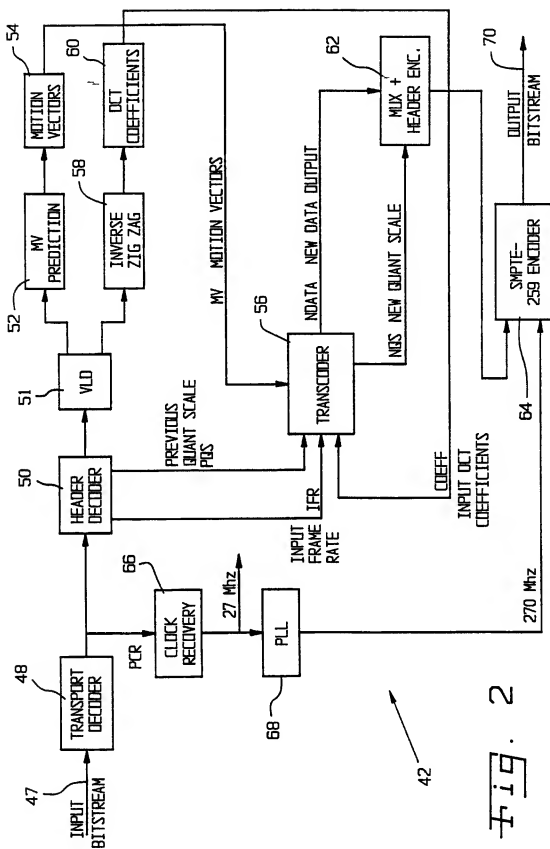 47
INPUT
BITSTREAM
48
TRANSPORT
DECODER
50
HEADER
DECODER
51
VLD
52
MV
PREDICTION
54
MOTION
VECTORS
58
INVERSE
ZIG ZAG
60
DCT
COEFFICIENTS
PCR
66
CLOCK
RECOVERY
27 Mhz
68
PLL
270 Mhz
PREVIOUS
QUANT SCALE
PQS
IFR
INPUT
FRAME
RATE
MV MOTION VECTORS
56
TRANSCODER
NDATA NEW DATA OUTPUT
NQS NEW QUANT SCALE
COEFF
INPUT DCT
COEFFICIENTS
62
MUX +
HEADER ENC.
64
SMPTE-
259 ENCODER
70
OUTPUT
BITSTREAM
42
Fig. 2